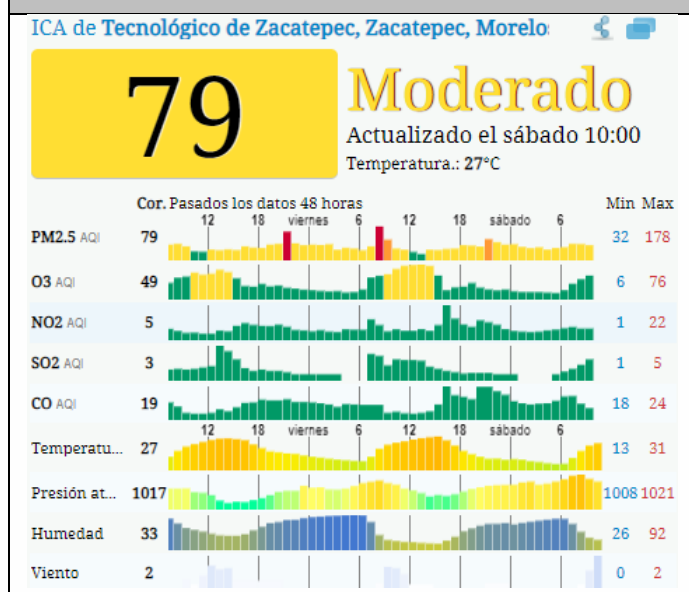 ICA de Tecnológico de Zacatepec, Zacatepec, Morelo
79
Moderado
Actualizado el sábado 10:00
Temperatura.: 27°C
Cor. Pasados los datos 48 horas Min Max
12 18 viernes 6 12 18 sábado 6
PM2.5 AQI 79 32 178
O3 AQI 49 6 76
NO2 AQI 5 1 22
SO2 AQI 3 1 5
CO AQI 19 18 24
12 18 viernes 6 12 18 sábado 6
Temperatu... 27 13 31
Presión at... 1017 1008 1021
Humedad 33 26 92
Viento 2 0 2